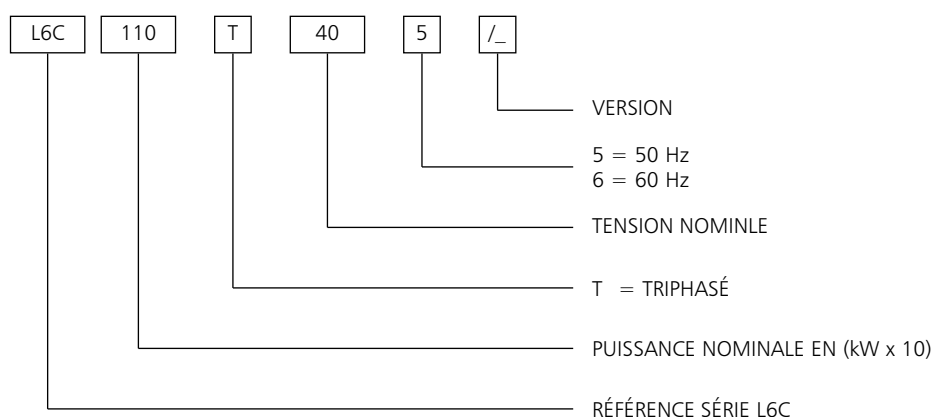 L6C 110 T 40 5 /_
VERSION
5 = 50 Hz
6 = 60 Hz
TENSION NOMINLE
T = TRIPHASÉ
PUISSANCE NOMINALE EN (kW x 10)
RÉFÉRENCE SÉRIE L6C